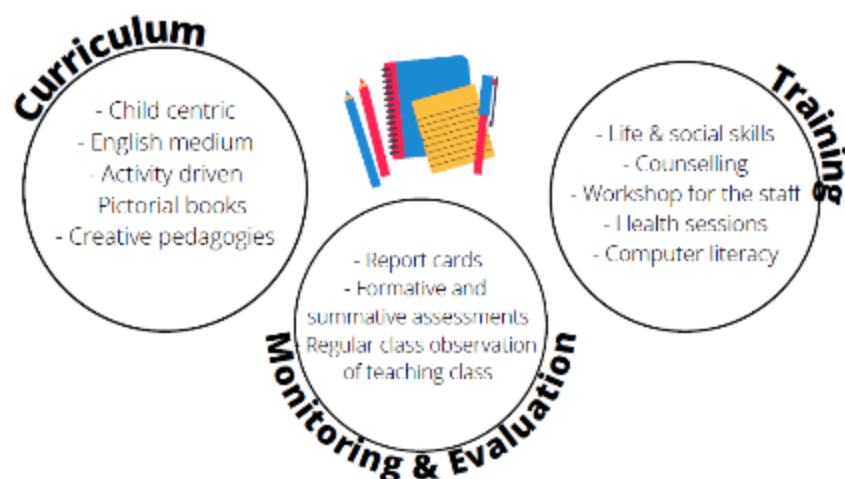 Curriculum
- Child centric
- English medium
- Activity driven
Pictorial books
- Creative pedagogies
- Report cards
- Formative and
summative assessments
- Regular class observation
of teaching class
Monitoring & Evaluation
Training
- Life & social skills
- Counselling
- Workshop for the staff
- Health sessions
- Computer literacy